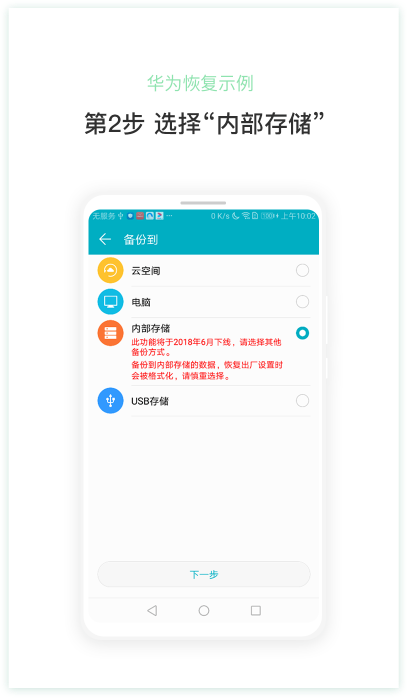 华为恢复示例
第2步 选择“内部存储”
无服务 0 K/s 上午10:02
备份到
云空间
电脑
内部存储
此功能将于2018年6月下线，请选择其他
备份方式。
备份到内部存储的数据，恢复出厂设置时
会被格式化，请慎重选择。
USB存储
下一步